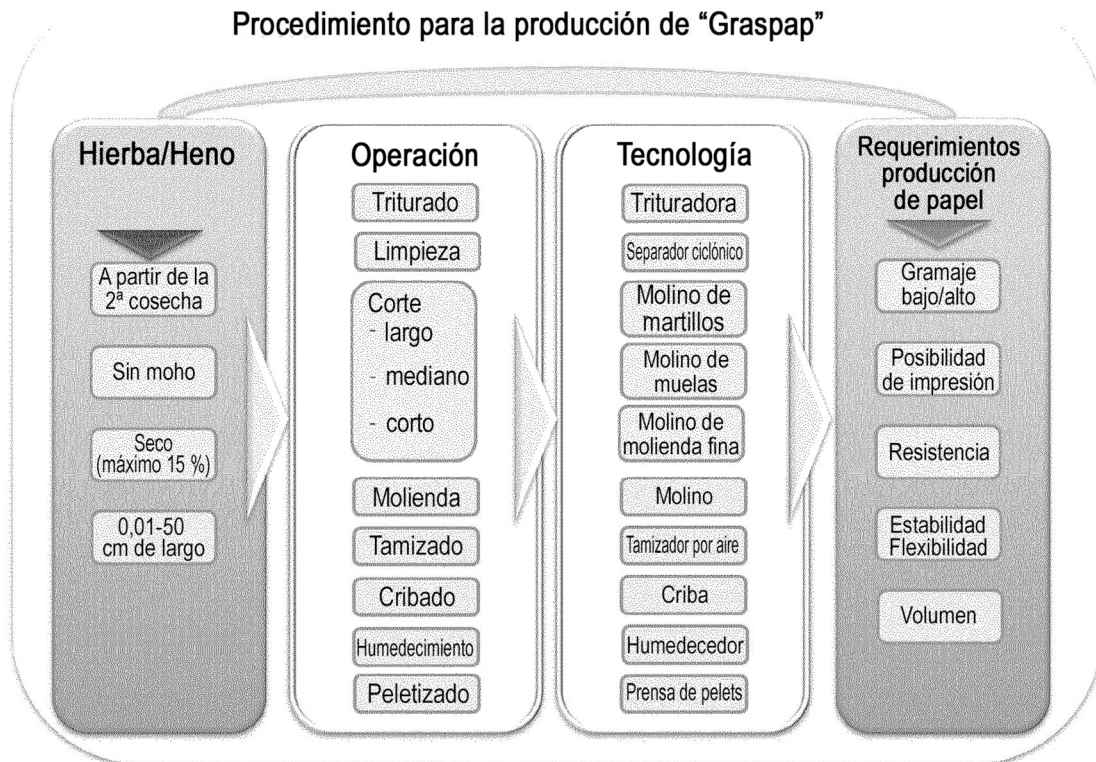 Procedimiento para la producción de “Graspap”
Hierba/Heno
A partir de la
2ª cosecha
Sin moho
Seco
(máximo 15 %)
0,01-50
cm de largo
Operación
Triturado
Limpieza
Corte
- largo
- mediano
- corto
Molienda
Tamizado
Cribado
Humedecimiento
Peletizado
Tecnología
Trituradora
Separador ciclónico
Molino de
martillos
Molino de
muelas
Molino de
molienda fina
Molino
Tamizador por aire
Criba
Humedecedor
Prensa de pelets
Requerimientos
producción
de papel
Gramaje
bajo/alto
Posibilidad
de impresión
Resistencia
Estabilidad
Flexibilidad
Volumen